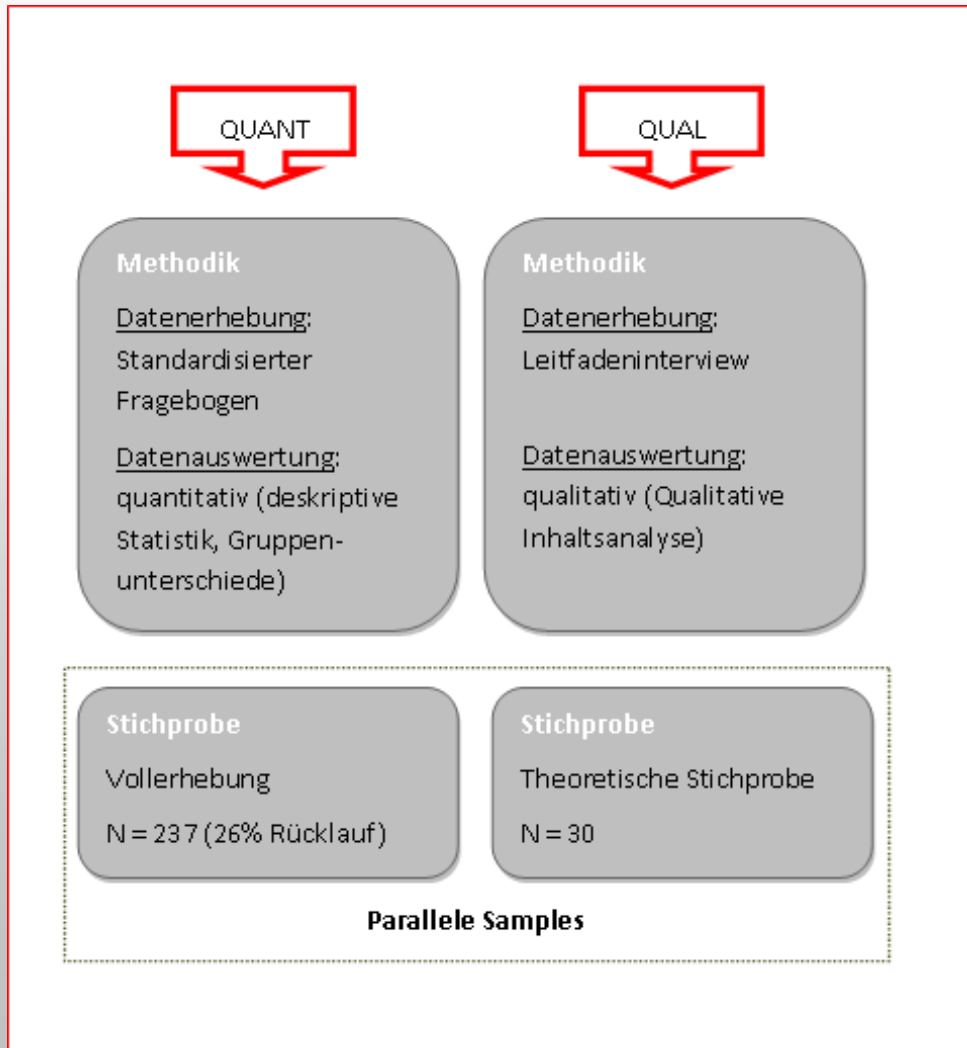 QUANT
QUAL
Methodik
Datenerhebung:
Standardisierter
Fragebogen
Datenauswertung:
quantitativ (deskriptive
Statistik, Gruppen-
unterschiede)
Methodik
Datenerhebung:
Leitfadeninterview
Datenauswertung:
qualitativ (Qualitative
Inhaltsanalyse)
Stichprobe
Vollerhebung
N = 237 (26% Rücklauf)
Stichprobe
Theoretische Stichprobe
N = 30
Parallele Samples